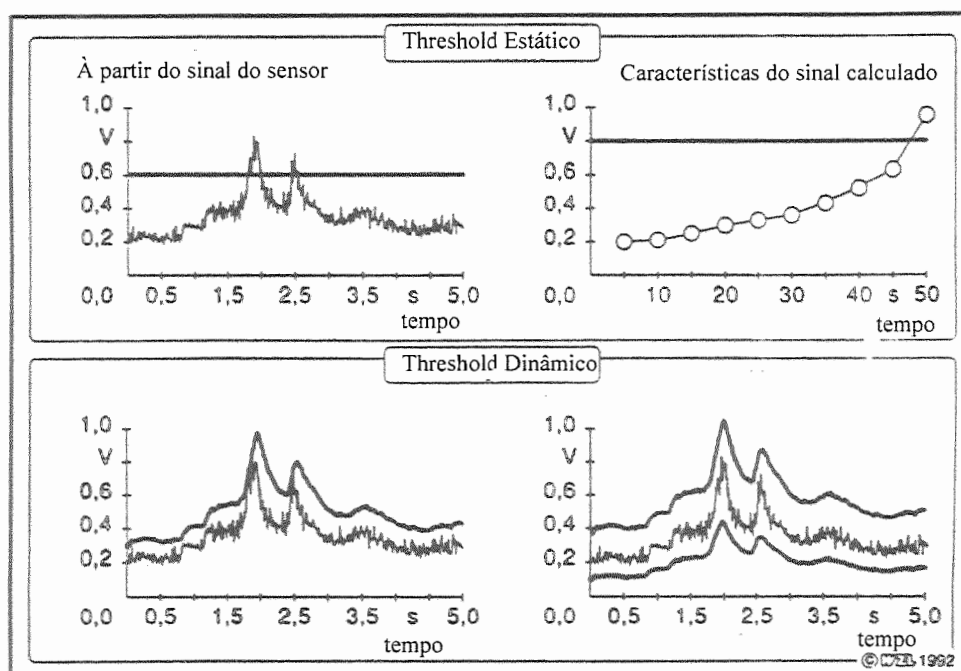 Threshold Estático
À partir do sinal do sensor
1,0
V
0,6
0,4
0,2
0,0 0,5 1,5 2,5 3,5 s 5,0
tempo
Características do sinal calculado
1,0
V
0,6
0,4
0,2
0,0 10 20 30 40 s 50
tempo
Threshold Dinâmico
1,0
V
0,6
0,4
0,2
0,0 0,5 1,5 2,5 3,5 s 5,0
tempo
1,0
V
0,6
0,4
0,2
0,0 0,5 1,5 2,5 3,5 s 5,0
tempo
© WZL 1992